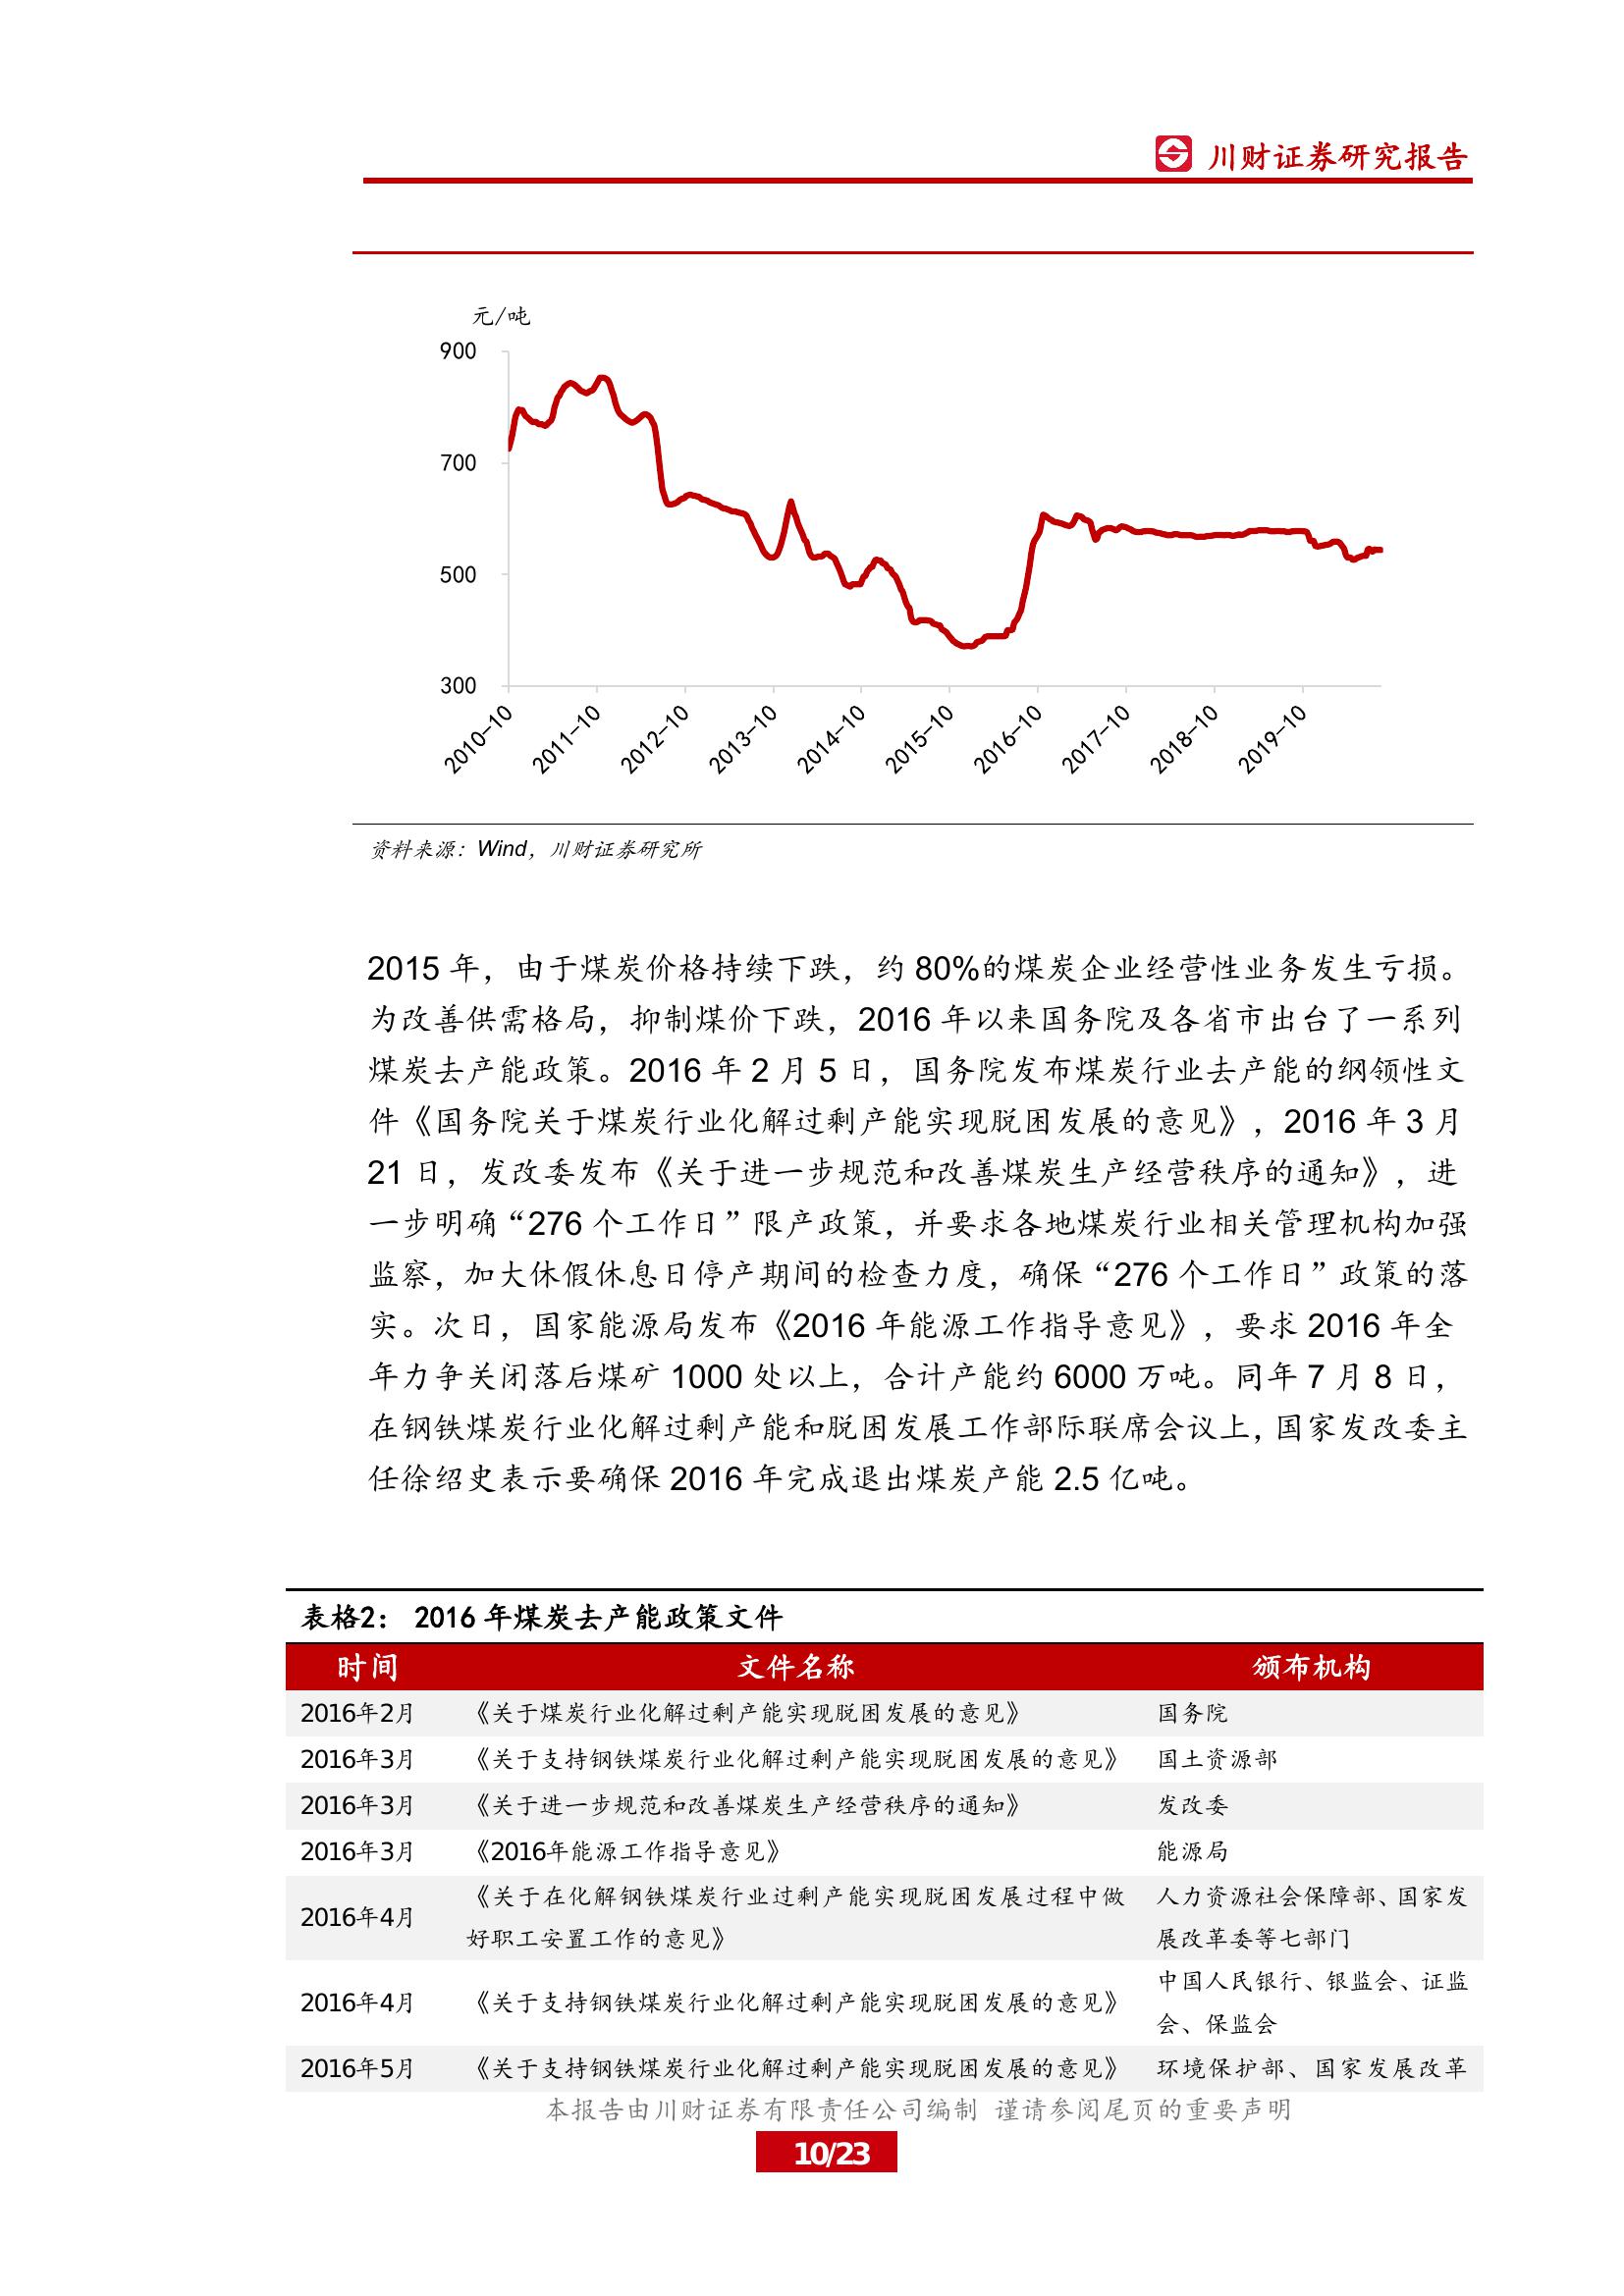 川财证券研究报告
元/吨
900
700
500
300
2010-10
2011-10
2012-10
2013-10
2014-10
2015-10
2016-10
2017-10
2018-10
2019-10
资料来源：Wind，川财证券研究所
2015 年，由于煤炭价格持续下跌，约 80%的煤炭企业经营性业务发生亏损。
为改善供需格局，抑制煤价下跌，2016 年以来国务院及各省市出台了一系列
煤炭去产能政策。2016 年 2 月 5 日，国务院发布煤炭行业去产能的纲领性文
件《国务院关于煤炭行业化解过剩产能实现脱困发展的意见》，2016 年 3 月
21 日，发改委发布《关于进一步规范和改善煤炭生产经营秩序的通知》，进
一步明确“276 个工作日”限产政策，并要求各地煤炭行业相关管理机构加强
监察，加大休假休息日停产期间的检查力度，确保“276 个工作日”政策的落
实。次日，国家能源局发布《2016 年能源工作指导意见》，要求 2016 年全
年力争关闭落后煤矿 1000 处以上，合计产能约 6000 万吨。同年 7 月 8 日，
在钢铁煤炭行业化解过剩产能和脱困发展工作部际联席会议上，国家发改委主
任徐绍史表示要确保 2016 年完成退出煤炭产能 2.5 亿吨。
表格2： 2016 年煤炭去产能政策文件
时间 文件名称 颁布机构
2016年2月 《关于煤炭行业化解过剩产能实现脱困发展的意见》 国务院
2016年3月 《关于支持钢铁煤炭行业化解过剩产能实现脱困发展的意见》 国土资源部
2016年3月 《关于进一步规范和改善煤炭生产经营秩序的通知》 发改委
2016年3月 《2016年能源工作指导意见》 能源局
2016年4月 《关于在化解钢铁煤炭行业过剩产能实现脱困发展过程中做 人力资源社会保障部、国家发
好职工安置工作的意见》 展改革委等七部门
2016年4月 《关于支持钢铁煤炭行业化解过剩产能实现脱困发展的意见》 中国人民银行、银监会、证监
会、保监会
2016年5月 《关于支持钢铁煤炭行业化解过剩产能实现脱困发展的意见》 环境保护部、国家发展改革
本报告由川财证券有限责任公司编制 谨请参阅尾页的重要声明
10/23